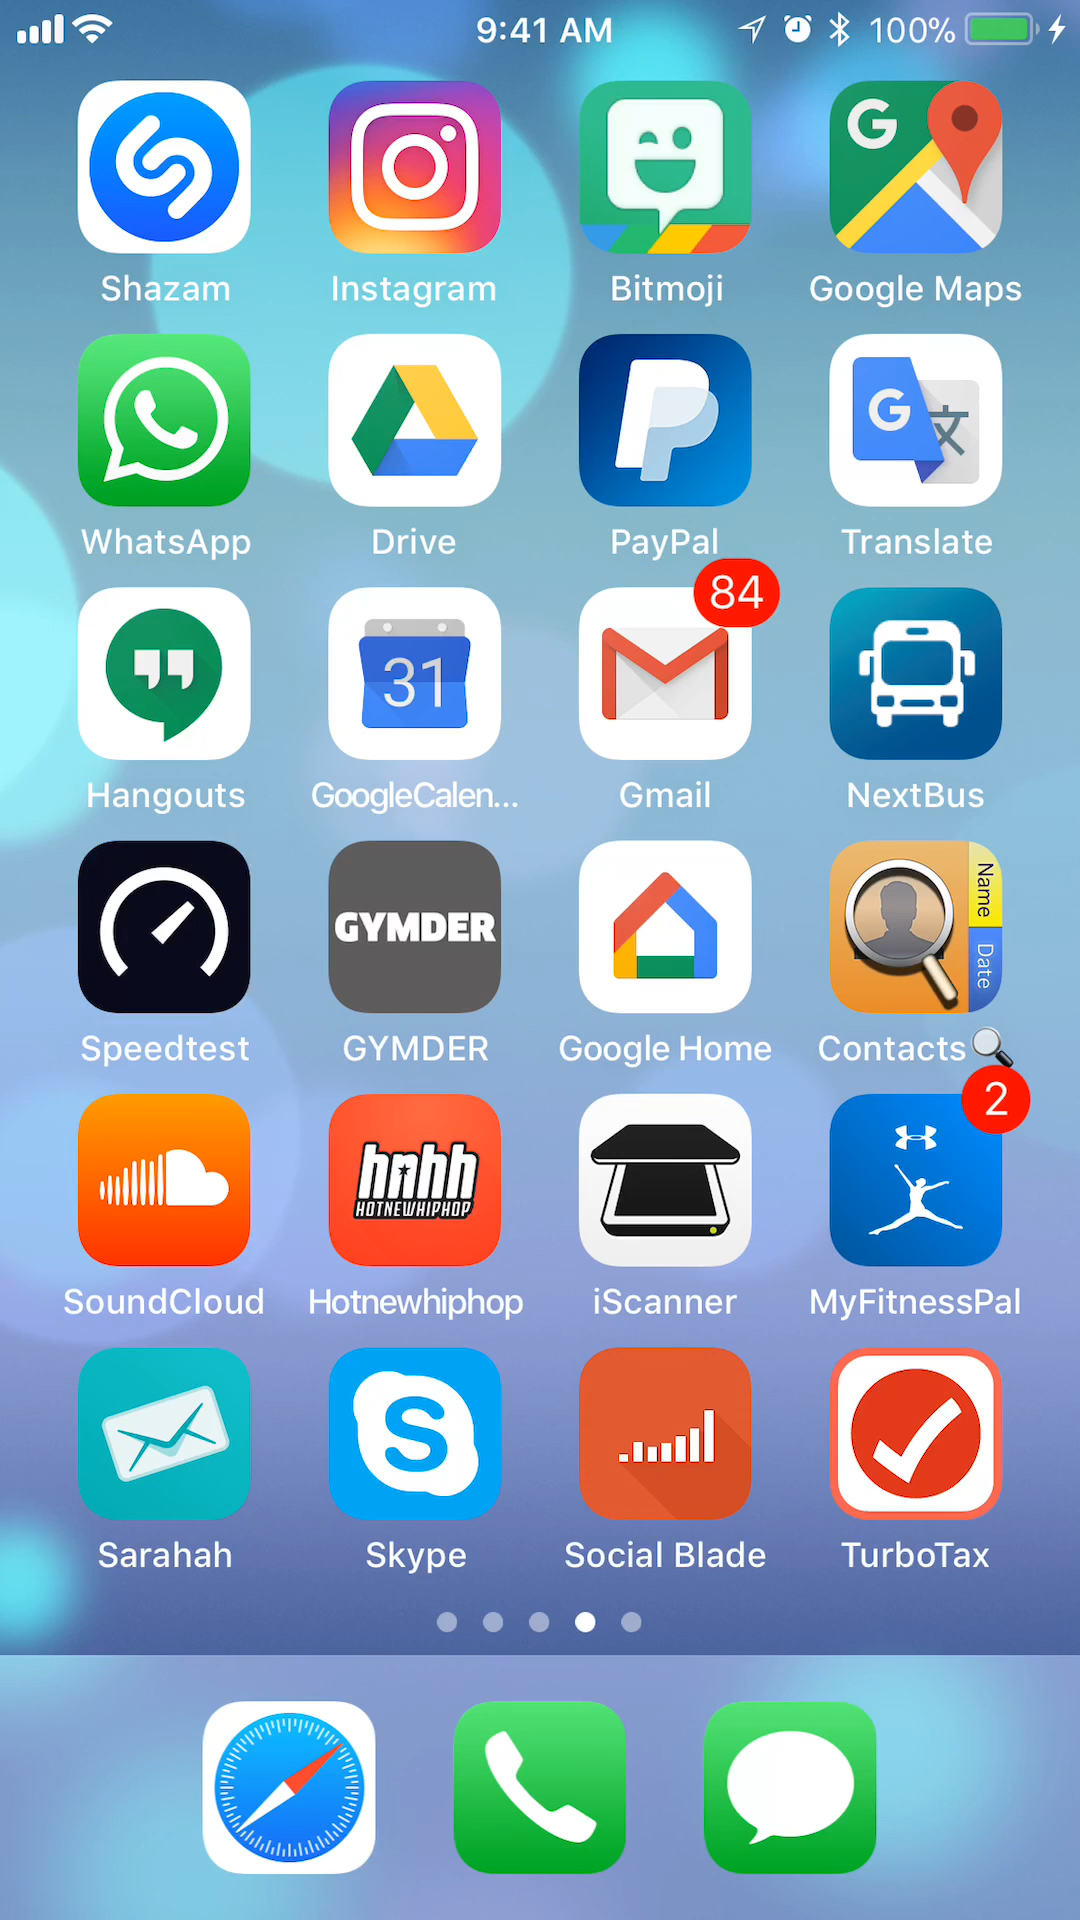 9:41 AM 100%
G
Shazam Instagram Bitmoji Google Maps
G 文
WhatsApp Drive PayPal Translate
31 84
Hangouts GoogleCalen... Gmail NextBus
GYMDER Name Date
Speedtest GYMDER Google Home Contacts
hnhh HOTNEWHIPHOP 2
SoundCloud Hotnewhiphop iScanner MyFitnessPal
S
Sarahah Skype Social Blade TurboTax